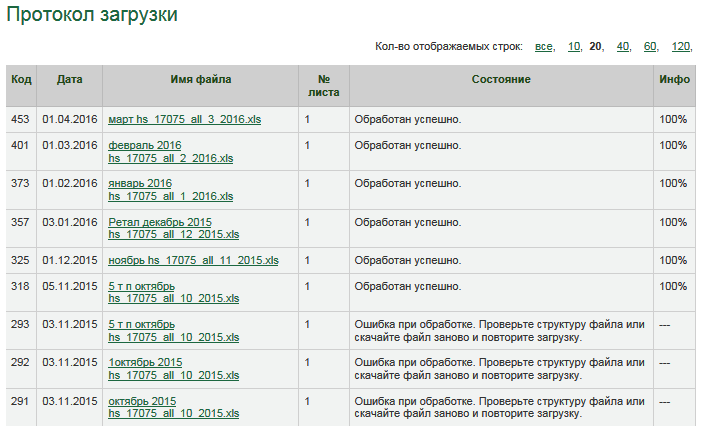 Протокол загрузки
Кол-во отображаемых строк: все, 10, 20, 40, 60, 120,
Код Дата Имя файла № листа Состояние Инфо
453 01.04.2016 март hs_17075_all_3_2016.xls 1 Обработан успешно. 100%
401 01.03.2016 февраль 2016 1 Обработан успешно. 100%
hs_17075_all_2_2016.xls
373 01.02.2016 январь 2016 1 Обработан успешно. 100%
hs_17075_all_1_2016.xls
357 03.01.2016 Ретал декабрь 2015 1 Обработан успешно. 100%
hs_17075_all_12_2015.xls
325 01.12.2015 ноябрь hs_17075_all_11_2015.xls 1 Обработан успешно. 100%
318 05.11.2015 5 т п октябрь 1 Обработан успешно. 100%
hs_17075_all_10_2015.xls
293 03.11.2015 5 т п октябрь 1 Ошибка при обработке. Проверьте структуру файла или ---
hs_17075_all_10_2015.xls скачайте файл заново и повторите загрузку.
292 03.11.2015 1октябрь 2015 1 Ошибка при обработке. Проверьте структуру файла или ---
hs_17075_all_10_2015.xls скачайте файл заново и повторите загрузку.
291 03.11.2015 октябрь 2015 1 Ошибка при обработке. Проверьте структуру файла или ---
hs_17075_all_10_2015.xls скачайте файл заново и повторите загрузку.